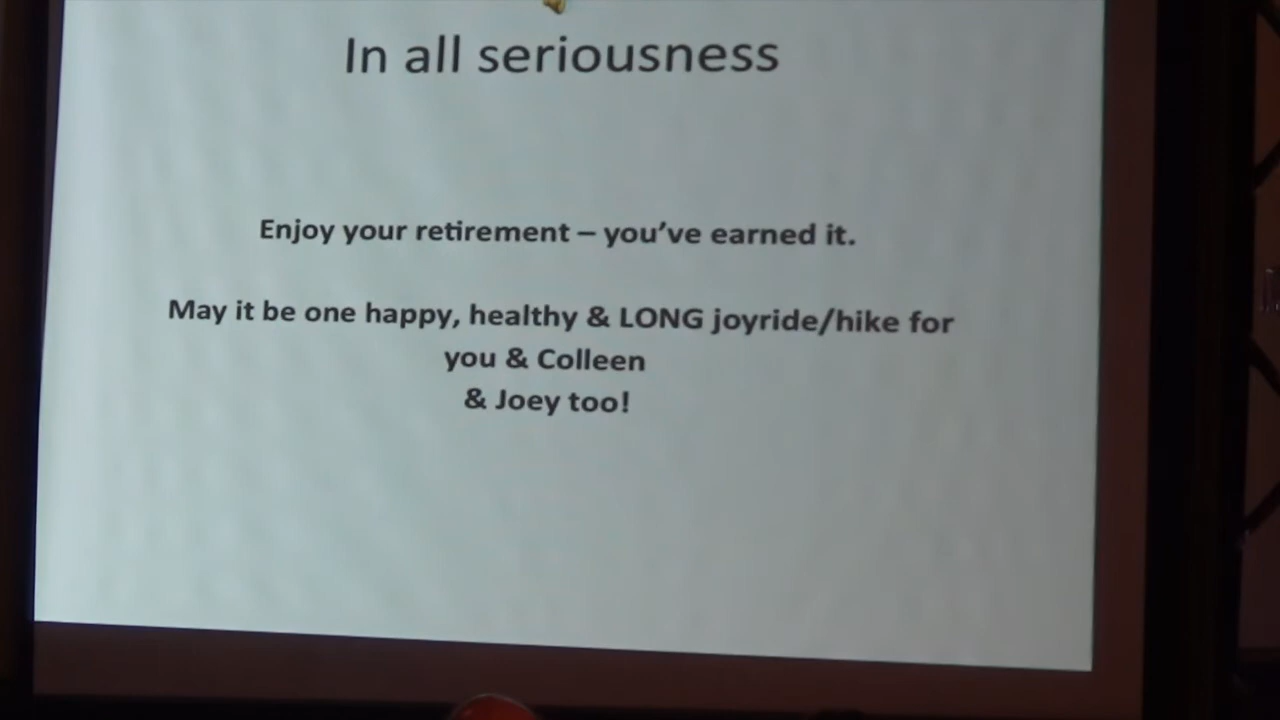 In all seriousness
Enjoy your retirement – you’ve earned it.
May it be one happy, healthy & LONG joyride/hike for
you & Colleen
& Joey too!